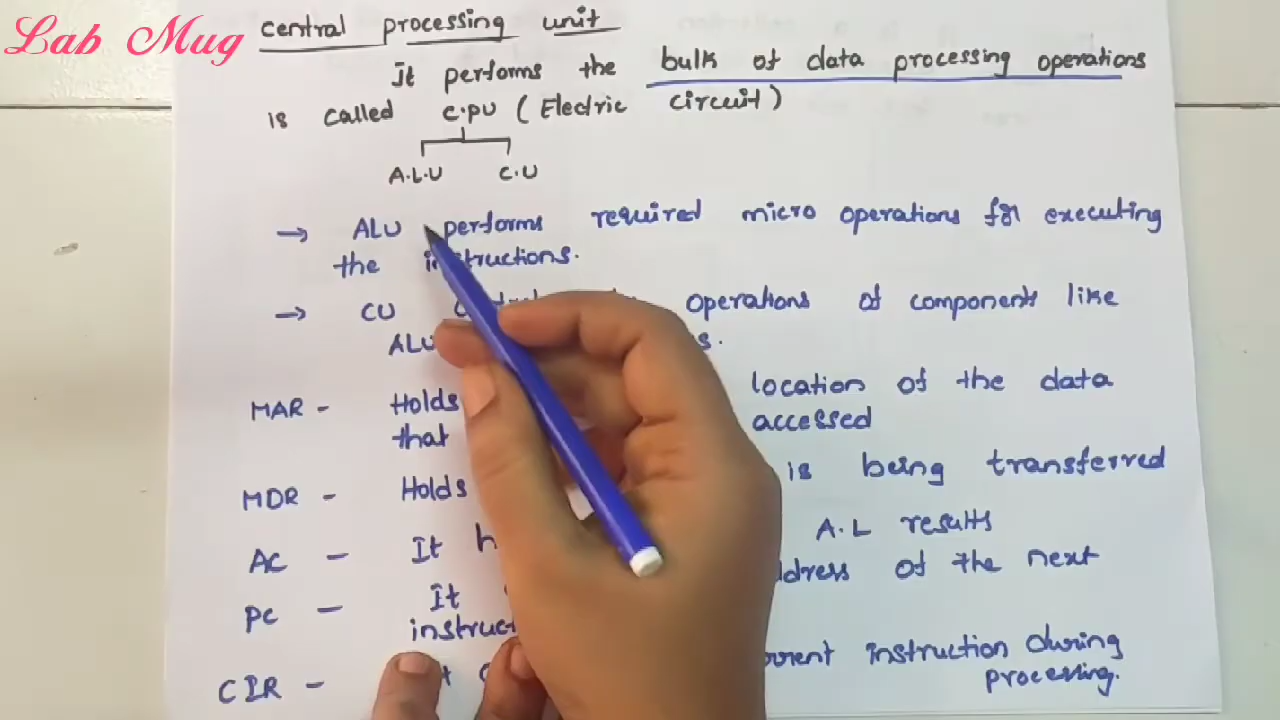 Lab Mug
central processing unit
It performs the bulk of data processing operations
is called C.PU ( Electric circuit )
A.L.U C.U
→ ALU performs required micro operations for executing
the instructions.
→ CU operations of components like
ALU
MAR - Holds location of the data
that accessed
MDR - Holds is being transferred
AC - It A.L results
PC - It of the next
CIR - instruction during
processing.